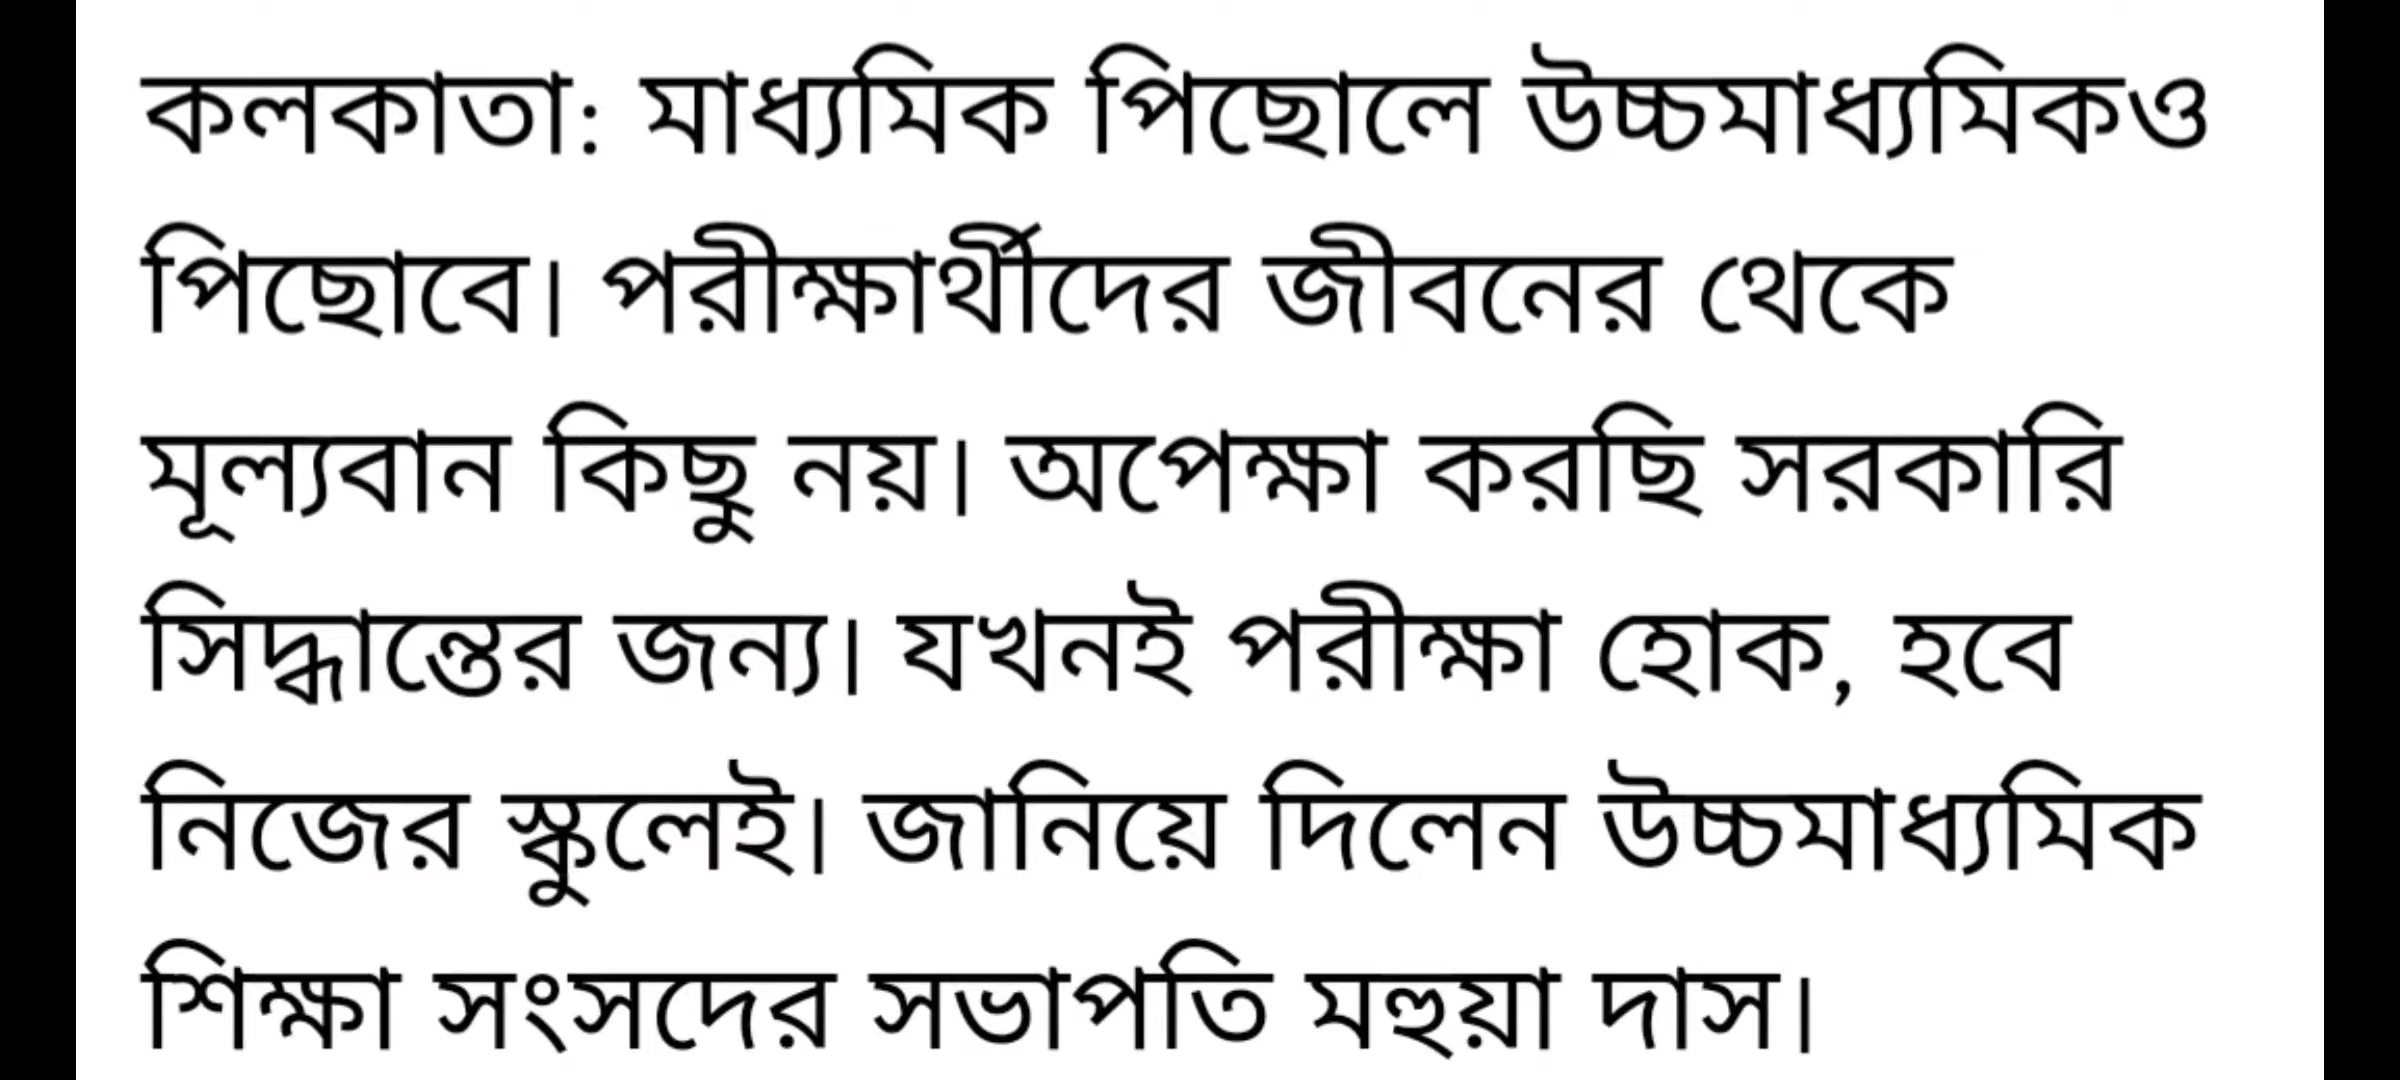 কলকাতা: মাধ্যমিক পিছোলে উচ্চমাধ্যমিকও
পিছোবে। পরীক্ষার্থীদের জীবনের থেকে
মূল্যবান কিছু নয়। অপেক্ষা করছি সরকারি
সিদ্ধান্তের জন্য। যখনই পরীক্ষা হোক, হবে
নিজের স্কুলেই। জানিয়ে দিলেন উচ্চমাধ্যমিক
শিক্ষা সংসদের সভাপতি মহুয়া দাস।